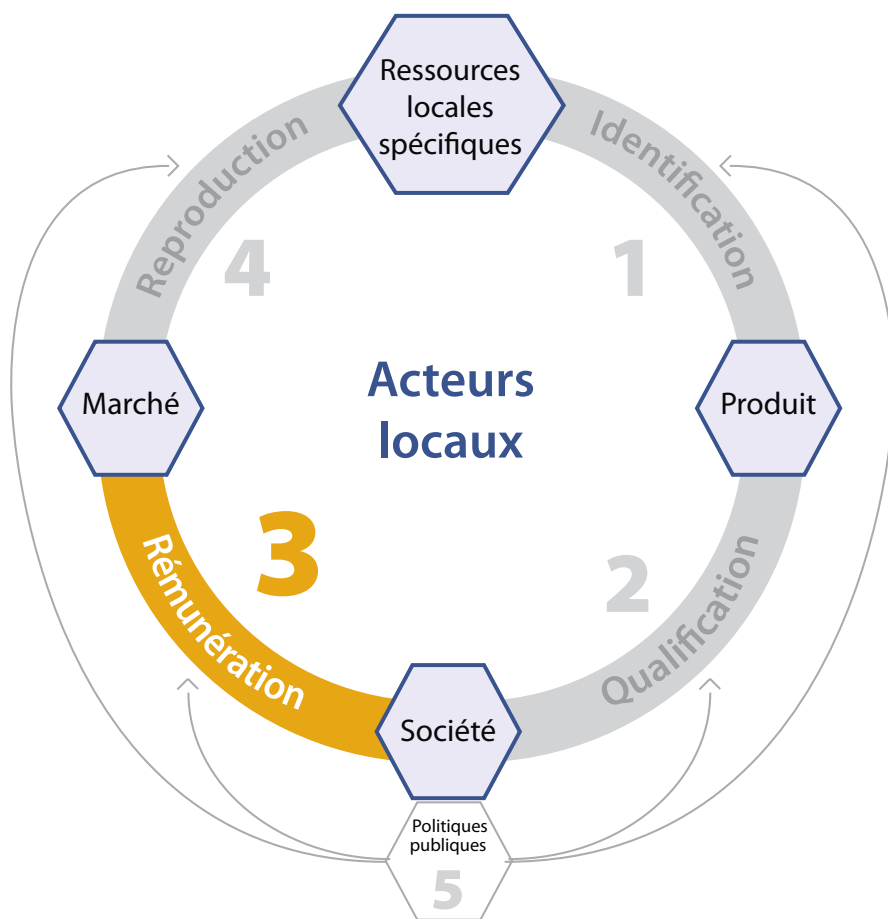 Ressources
locales
spécifiques
Reproduction
Identification
4
1
Marché
Acteurs
locaux
Produit
3
2
Rémunération
Qualification
Société
Politiques
publiques
5